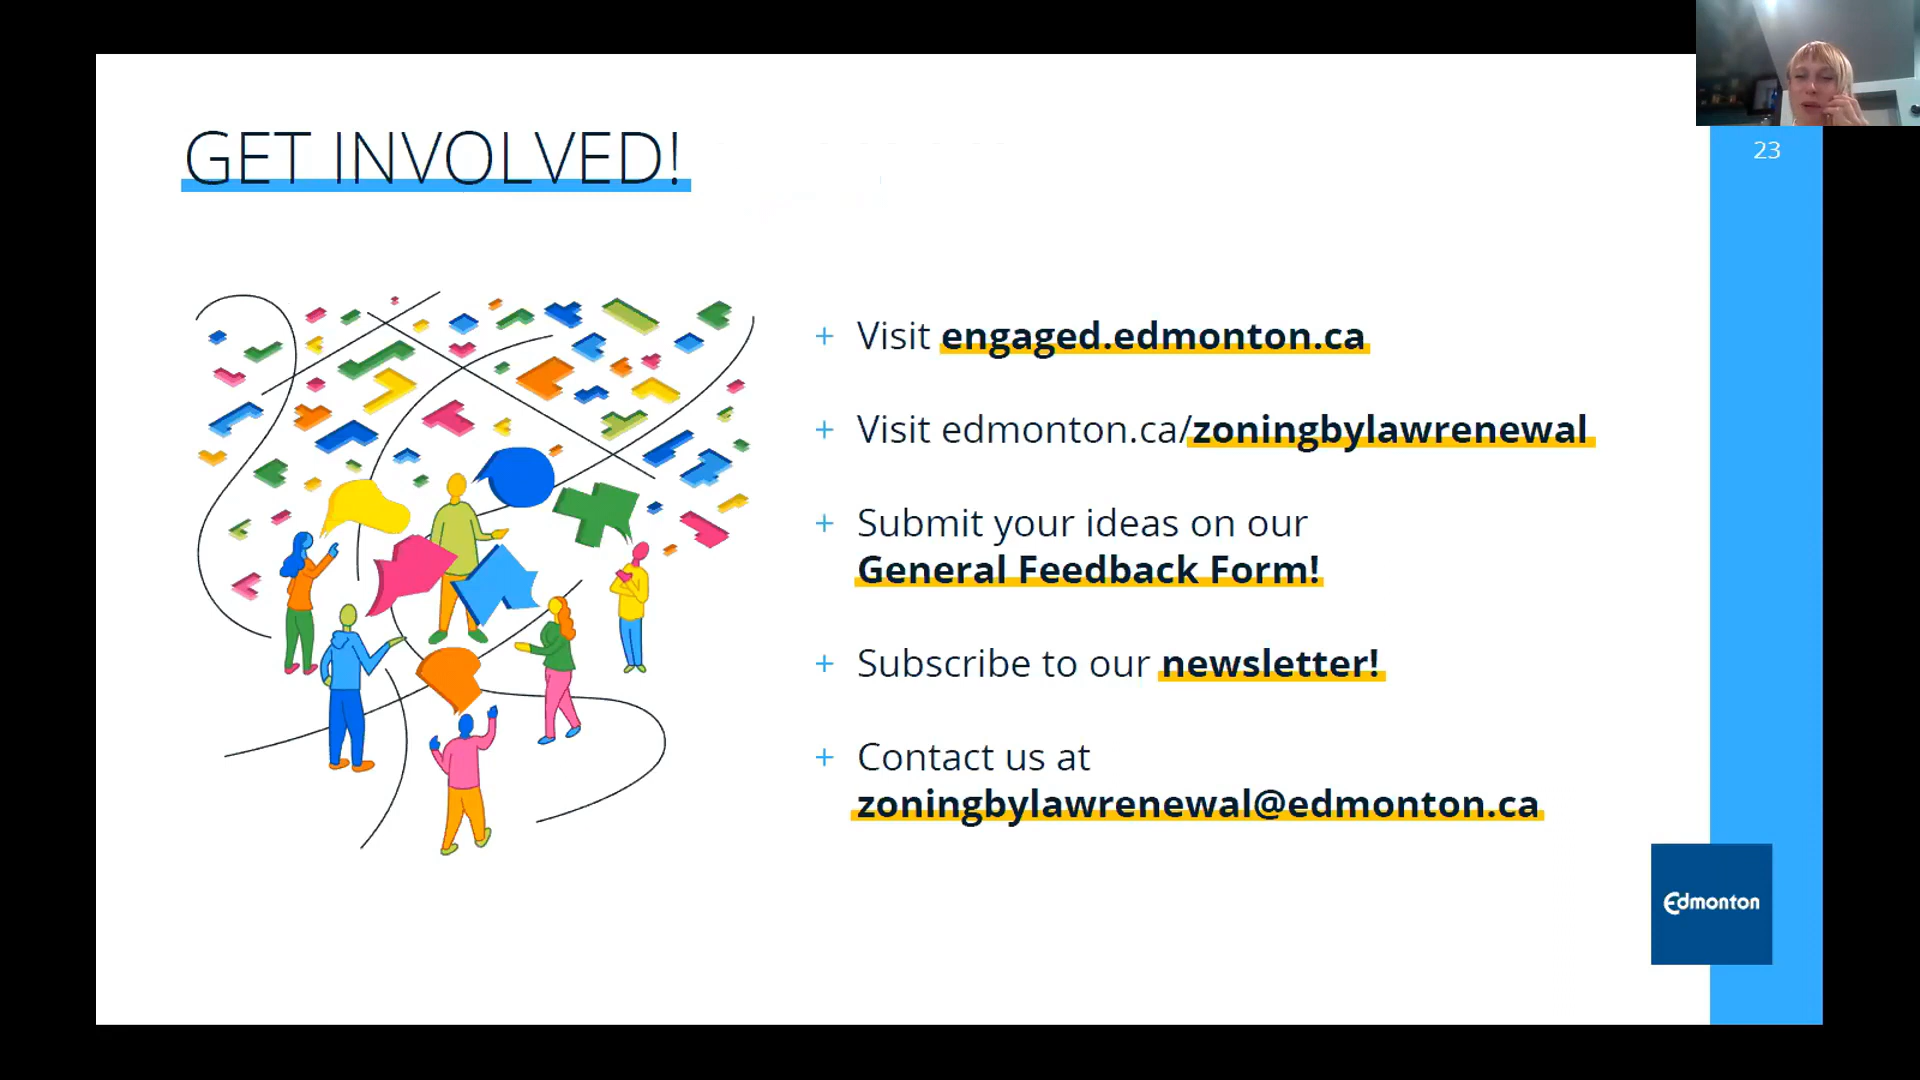 GET INVOLVED!
23
+ Visit engaged.edmonton.ca
+ Visit edmonton.ca/zoningbylawrenewal
+ Submit your ideas on our
General Feedback Form!
+ Subscribe to our newsletter!
+ Contact us at
zoningbylawrenewal@edmonton.ca
Edmonton